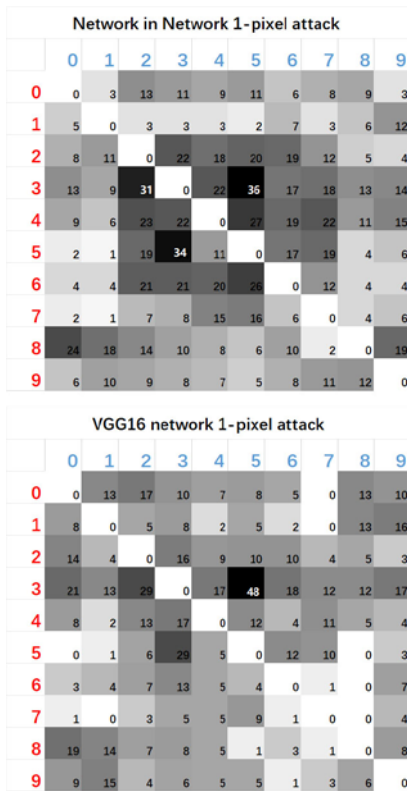 Network in Network 1-pixel attack
0 1 2 3 4 5 6 7 8 9
0 0 3 13 11 9 11 6 8 9 3
1 5 0 3 3 3 2 7 3 6 12
2 8 11 0 22 18 20 19 12 5 4
3 13 9 31 0 22 36 17 18 13 14
4 9 6 23 22 0 27 19 22 11 15
5 2 1 19 34 11 0 17 19 4 6
6 4 4 21 21 20 26 0 12 4 4
7 2 1 7 8 15 16 6 0 4 6
8 24 18 14 10 8 6 10 2 0 19
9 6 10 9 8 7 5 8 11 12 0
VGG16 network 1-pixel attack
0 1 2 3 4 5 6 7 8 9
0 0 13 17 10 7 8 5 0 13 10
1 8 0 5 8 2 5 2 0 13 16
2 14 4 0 16 9 10 10 4 5 3
3 21 13 29 0 17 48 18 12 12 17
4 8 2 13 17 0 12 4 11 5 4
5 0 1 6 29 5 0 12 10 0 3
6 3 4 7 13 5 4 0 1 0 7
7 1 0 3 5 5 9 1 0 0 4
8 19 14 7 8 5 1 3 1 0 8
9 9 15 4 6 5 5 1 3 6 0